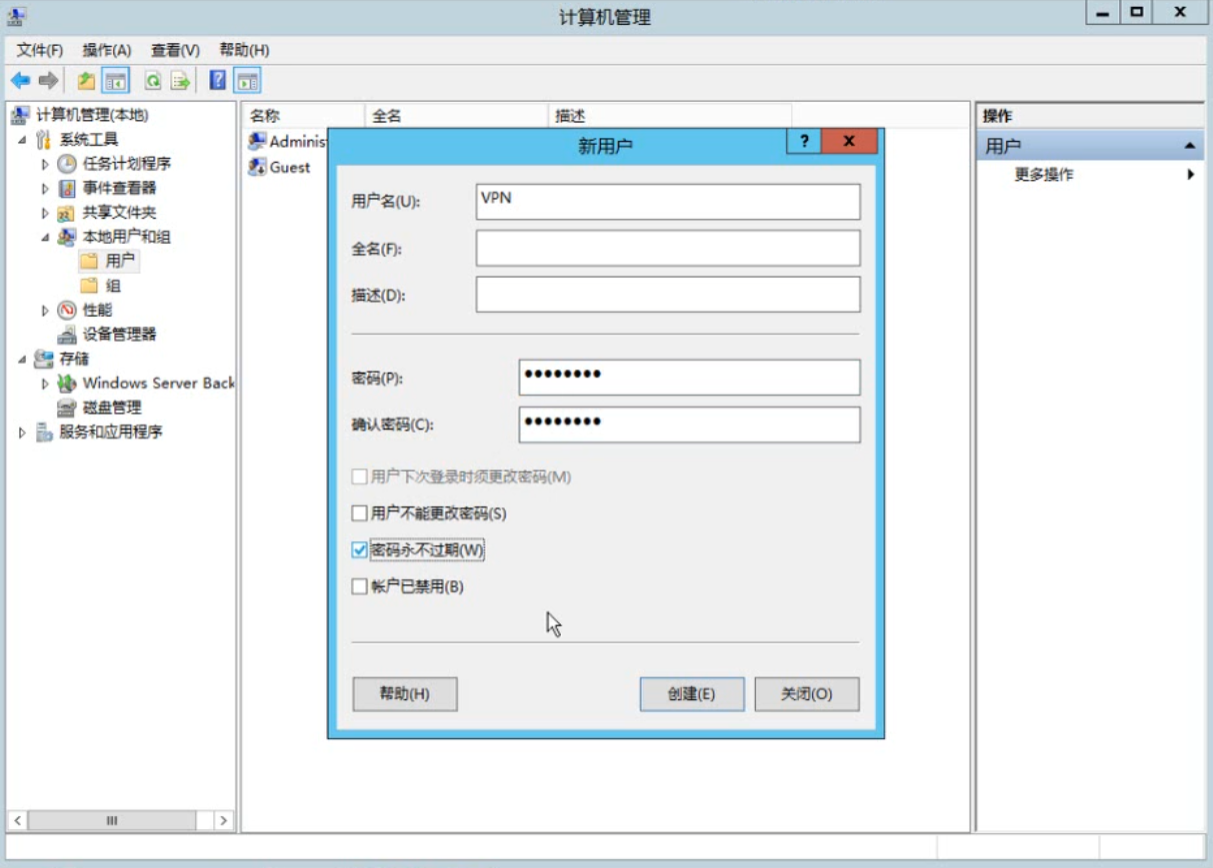 计算机管理
文件(F) 操作(A) 查看(V) 帮助(H)
计算机管理(本地)
系统工具
任务计划程序
事件查看器
共享文件夹
本地用户和组
用户
组
性能
设备管理器
存储
Windows Server Back
磁盘管理
服务和应用程序
名称 全名 描述
Adminis
Guest
新用户
用户名(U): VPN
全名(F):
描述(D):
密码(P): ●●●●●●●●
确认密码(C): ●●●●●●●●
用户下次登录时须更改密码(M)
用户不能更改密码(S)
密码永不过期(W)
帐户已禁用(B)
帮助(H) 创建(E) 关闭(O)
操作
用户
更多操作